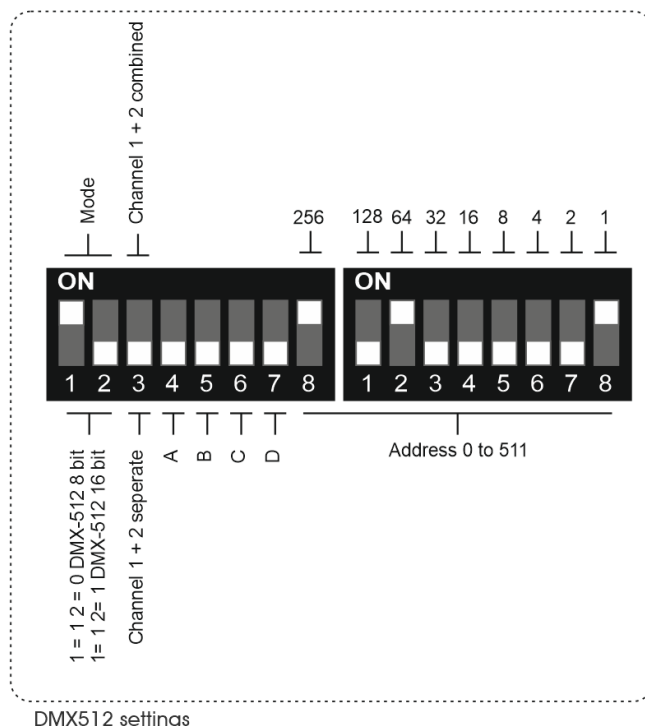 Mode
Channel 1 + 2 combined
256 128 64 32 16 8 4 2 1
ON ON
1 2 3 4 5 6 7 8 1 2 3 4 5 6 7 8
1 = 1 2 = 0 DMX-512 8 bit
1= 1 2= 1 DMX-512 16 bit
Channel 1 + 2 seperate
A
B
C
D
Address 0 to 511
DMX512 settings